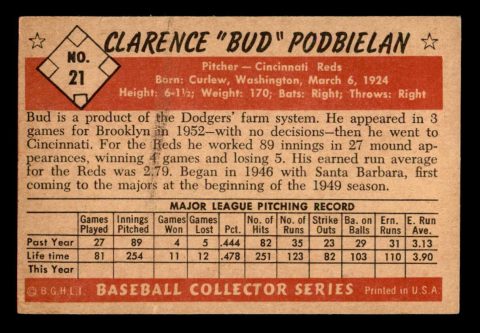 CLARENCE "BUD" PODBIELAN
NO.
21
Pitcher — Cincinnati Reds
Born: Curlew, Washington, March 6, 1924
Height: 6-1½; Weight: 170; Bats: Right; Throws: Right
Bud is a product of the Dodgers' farm system. He appeared in 3
games for Brooklyn in 1952—with no decisions—then he went to
Cincinnati. For the Reds he worked 89 innings in 27 mound ap-
pearances, winning 4 games and losing 5. His earned run average
for the Reds was 2.79. Began in 1946 with Santa Barbara, first
coming to the majors at the beginning of the 1949 season.
MAJOR LEAGUE PITCHING RECORD
Games Played Innings Pitched Games Won Games Lost Pct. No. of Hits No. of Runs Strike Outs Ba. on Balls Ern. Runs E. Run Ave.
Past Year 27 89 4 5 .444 82 35 23 29 31 3.13
Life time 81 254 11 12 .478 251 123 82 103 110 3.90
This Year
© B.G.H.L.I. BASEBALL COLLECTOR SERIES Printed in U.S.A.